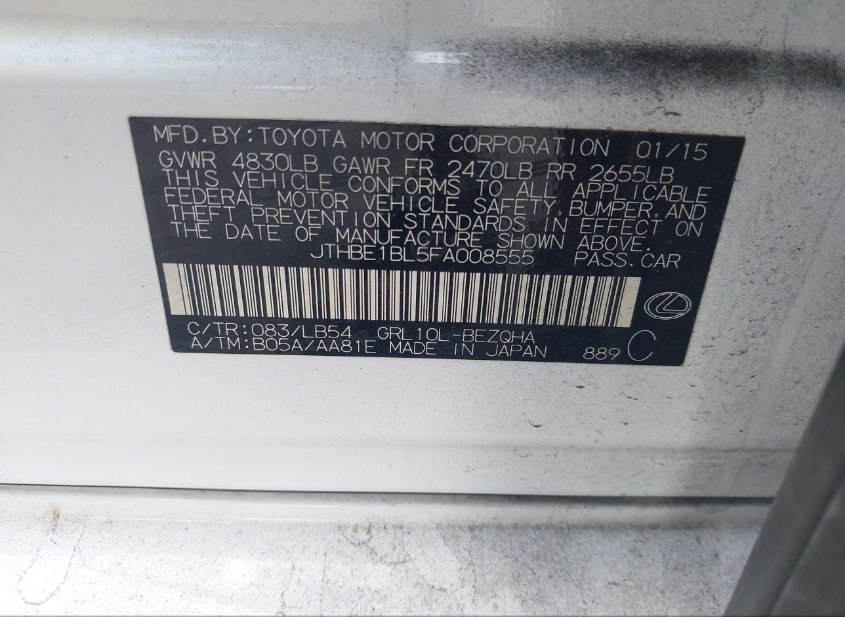 MFD.BY:TOYOTA MOTOR CORPORATION 01/15
GVWR 4830LB GAWR FR 2470LB RR 2655LB
THIS VEHICLE CONFORMS TO ALL APPLICABLE
FEDERAL MOTOR VEHICLE SAFETY,BUMPER,AND
THEFT PREVENTION STANDARDS IN EFFECT ON
THE DATE OF MANUFACTURE SHOWN ABOVE.
JTHBE1BL5FA008555 PASS.CAR
C/TR:083/LB54 GRL10L-BEZQHA
A/TM:B05A/AA81E MADE IN JAPAN 889 C